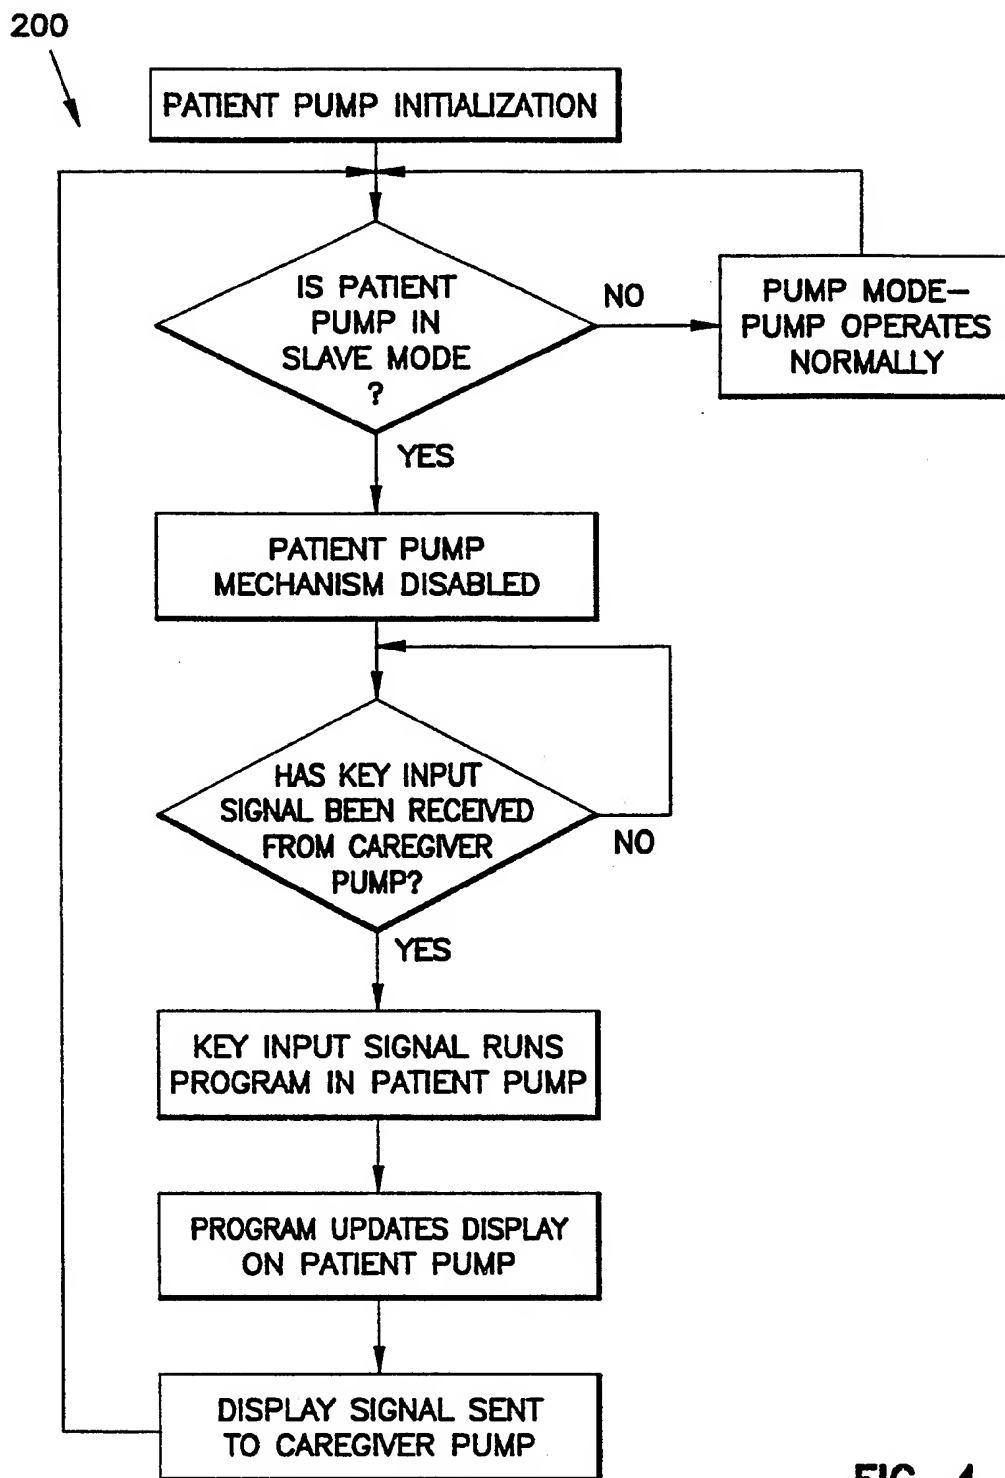 200
PATIENT PUMP INITIALIZATION
IS PATIENT
PUMP IN
SLAVE MODE
?
NO
PUMP MODE—
PUMP OPERATES
NORMALLY
YES
PATIENT PUMP
MECHANISM DISABLED
HAS KEY INPUT
SIGNAL BEEN RECEIVED
FROM CAREGIVER
PUMP?
NO
YES
KEY INPUT SIGNAL RUNS
PROGRAM IN PATIENT PUMP
PROGRAM UPDATES DISPLAY
ON PATIENT PUMP
DISPLAY SIGNAL SENT
TO CAREGIVER PUMP
FIG. 4